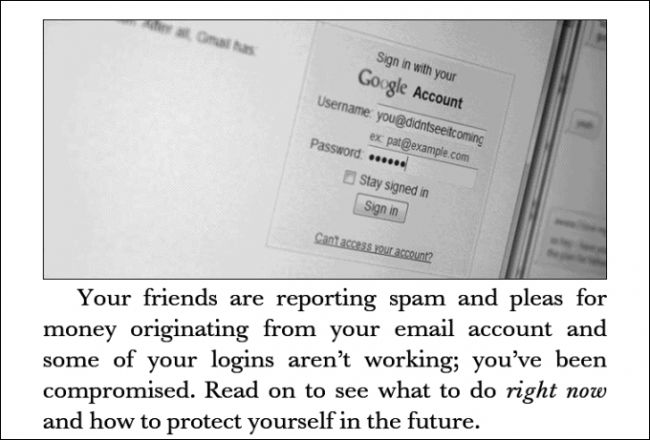 After all, Gmail has:
Sign in with your
Google Account
Username: you@didntseeitcoming
ex: pat@example.com
Password: ••••••
Stay signed in
Sign in
Can't access your account?
Your friends are reporting spam and pleas for
money originating from your email account and
some of your logins aren’t working; you’ve been
compromised. Read on to see what to do right now
and how to protect yourself in the future.